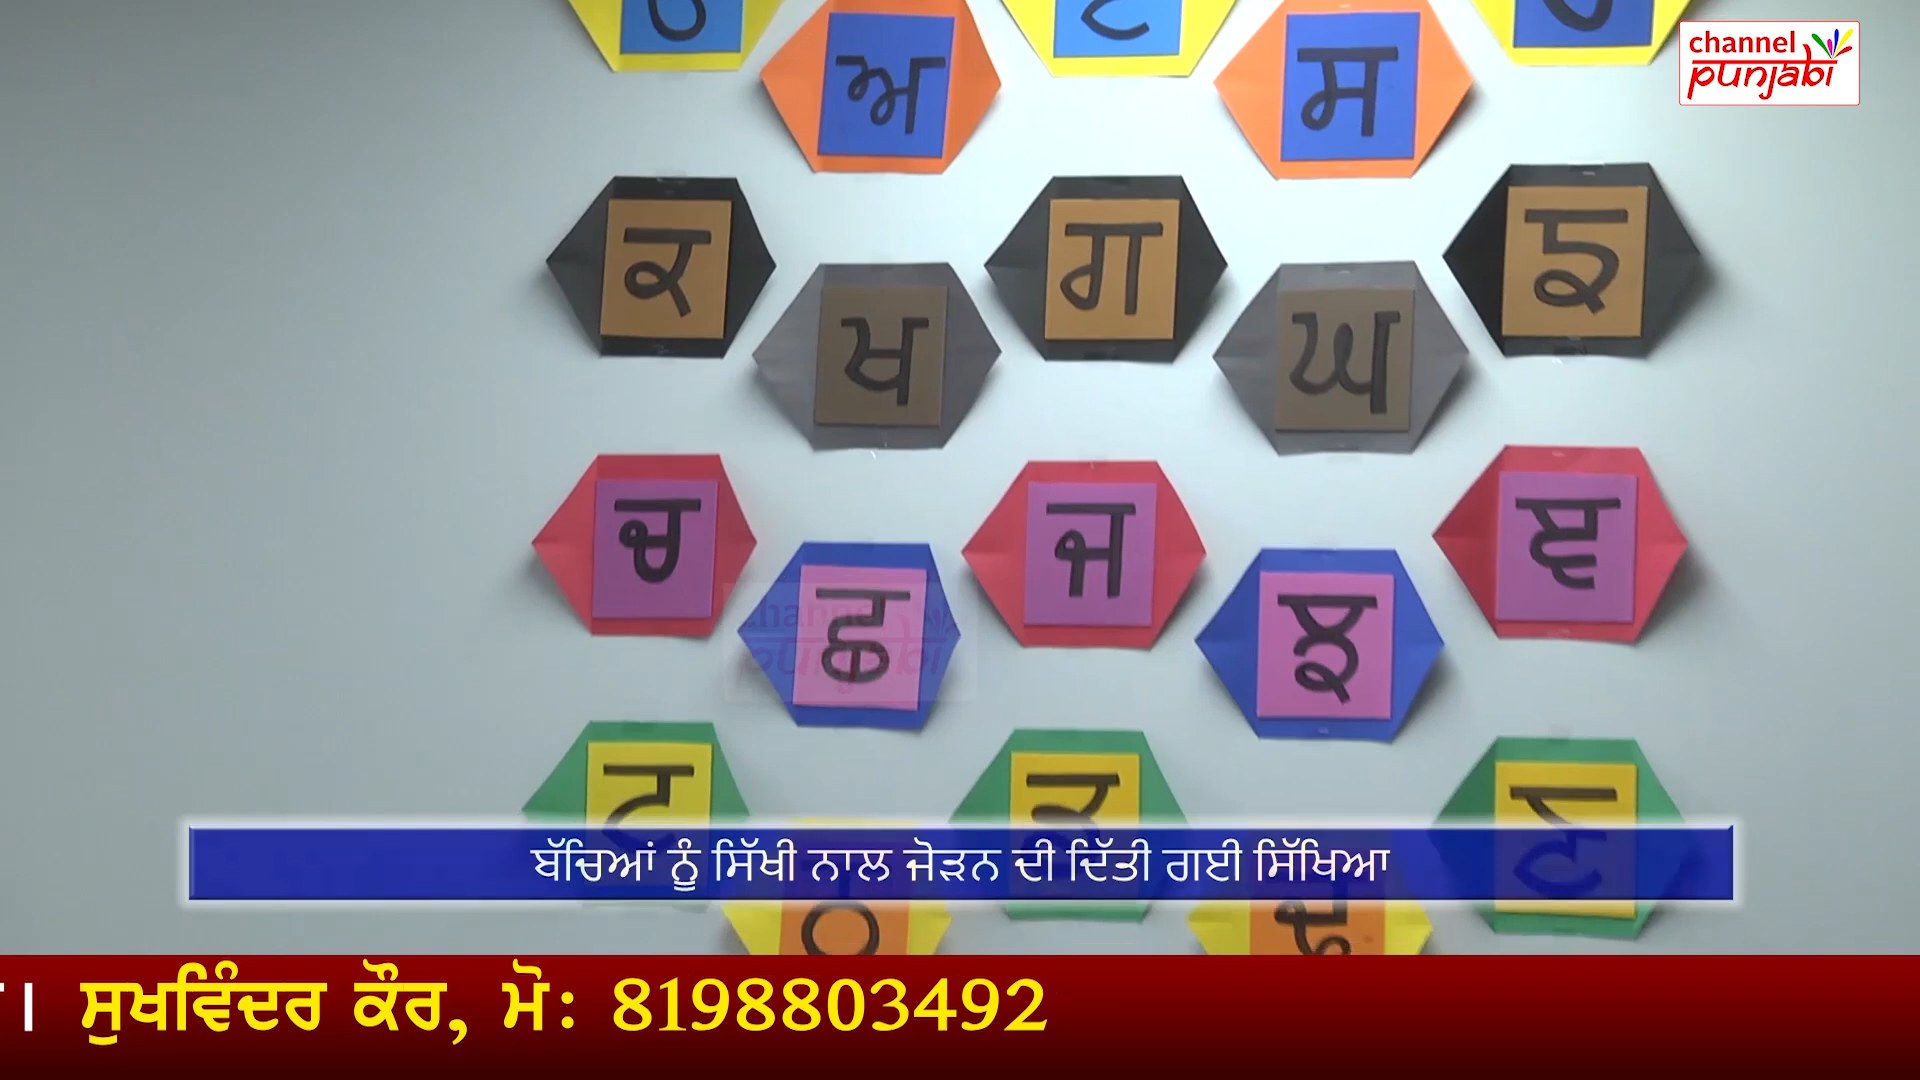 channel
punjabi
ਅ ਸ
ਕ ਗ ਙ
ਖ ਘ
ਚ ਜ ਞ
ਛ ਝ
ਟ ਡ ਣ
ਬੱਚਿਆਂ ਨੂੰ ਸਿੱਖੀ ਨਾਲ ਜੋੜਨ ਦੀ ਦਿੱਤੀ ਗਈ ਸਿੱਖਿਆ
ਠ ਢ
। ਸੁਖਵਿੰਦਰ ਕੌਰ, ਮੋ: 8198803492